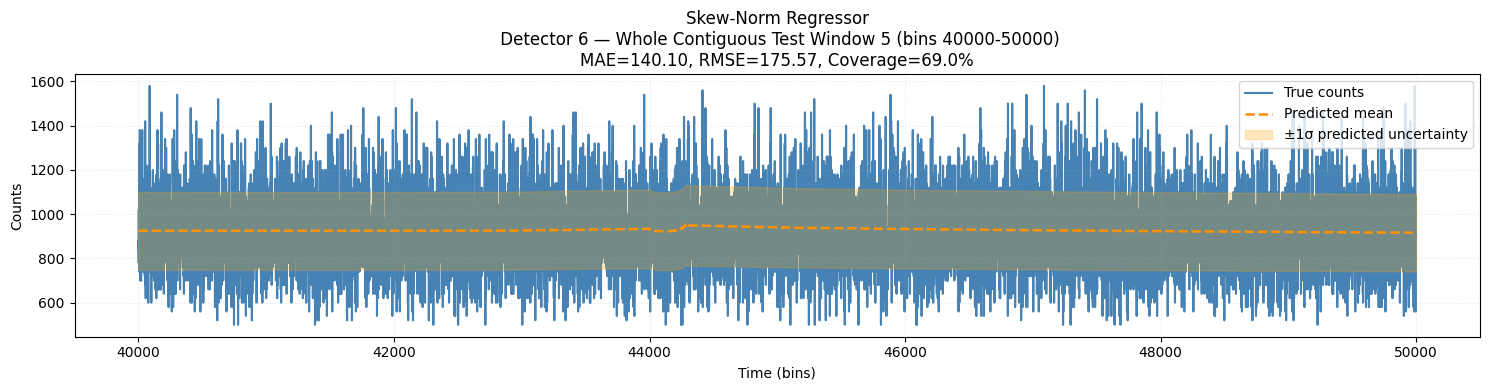 Skew-Norm Regressor
Detector 6 — Whole Contiguous Test Window 5 (bins 40000-50000)
MAE=140.10, RMSE=175.57, Coverage=69.0%
1600
1400
1200
1000
800
600
Counts
True counts
Predicted mean
±1σ predicted uncertainty
40000
42000
44000
46000
48000
50000
Time (bins)